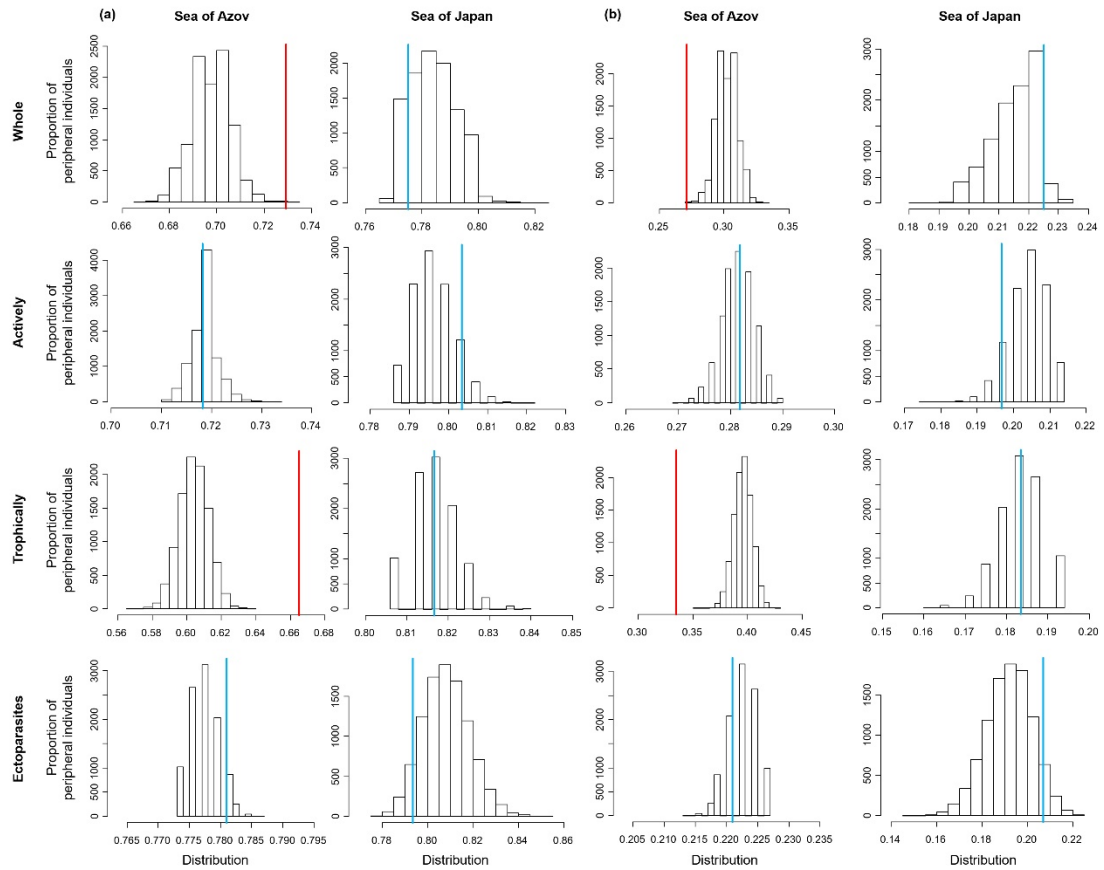 (a) Sea of Azov Sea of Japan (b) Sea of Azov Sea of Japan
Whole
Proportion of
peripheral individuals
0 500 1000 1500 2000 2500
0.66 0.68 0.70 0.72 0.74
0 500 1000 1500 2000
0.76 0.78 0.80 0.82
0 500 1000 1500 2000
0.25 0.30 0.35
0 500 1000 2000 3000
0.18 0.19 0.20 0.21 0.22 0.23 0.24
Actively
Proportion of
peripheral individuals
0 1000 2000 3000 4000
0.70 0.71 0.72 0.73 0.74
0 500 1000 2000 3000
0.78 0.79 0.80 0.81 0.82 0.83
0 500 1000 1500 2000
0.26 0.27 0.28 0.29 0.30
0 500 1000 2000 3000
0.17 0.18 0.19 0.20 0.21 0.22
Trophically
Proportion of
peripheral individuals
0 500 1000 1500 2000
0.56 0.58 0.60 0.62 0.64 0.66 0.68
0 500 1000 2000 3000
0.80 0.81 0.82 0.83 0.84 0.85
0 500 1000 1500 2000
0.30 0.35 0.40 0.45
0 500 1000 2000 3000
0.15 0.16 0.17 0.18 0.19 0.20
Ectoparasites
Proportion of
peripheral individuals
0 500 1000 2000 3000
0.765 0.770 0.775 0.780 0.785 0.790 0.795
0 500 1000 1500
0.78 0.80 0.82 0.84 0.86
0 500 1000 2000 3000
0.205 0.210 0.215 0.220 0.225 0.230 0.235
0 500 1000 1500
0.14 0.16 0.18 0.20 0.22
Distribution Distribution Distribution Distribution